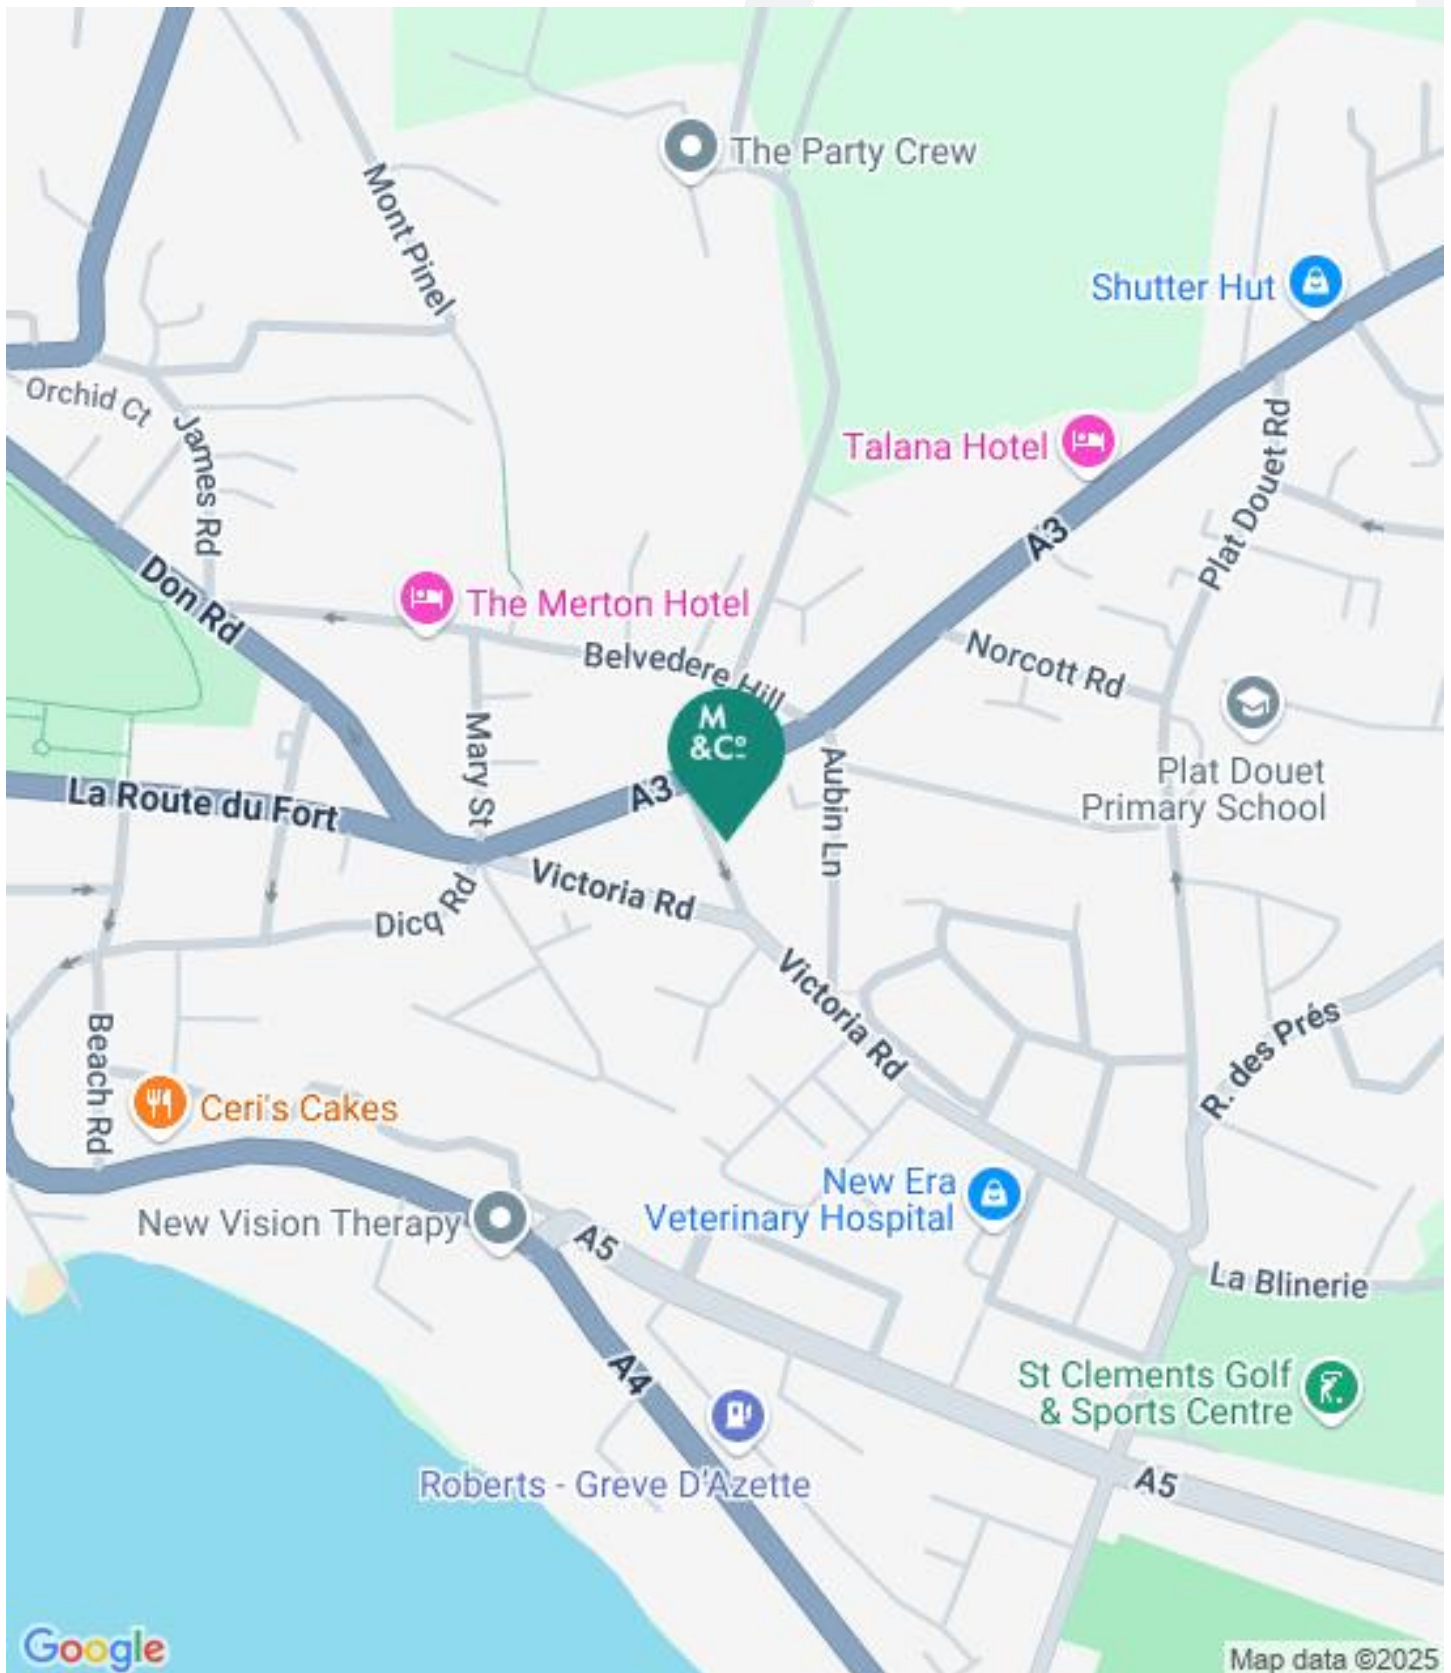 The Party Crew
Mont Pinel
Shutter Hut
Orchid Ct
James Rd
Talana Hotel
Plat Douet Rd
A3
Don Rd
The Merton Hotel
Belvedere Hill
Norcott Rd
M
&Cº
Mary St
Aubin Ln
Plat Douet
Primary School
La Route du Fort
A3
Victoria Rd
Dicq Rd
Victoria Rd
Beach Rd
R. des Prés
Ceri's Cakes
New Era
Veterinary Hospital
New Vision Therapy
A5
La Blinerie
A4
St Clements Golf
& Sports Centre
Roberts - Greve D'Azette
A5
Google
Map data ©2025